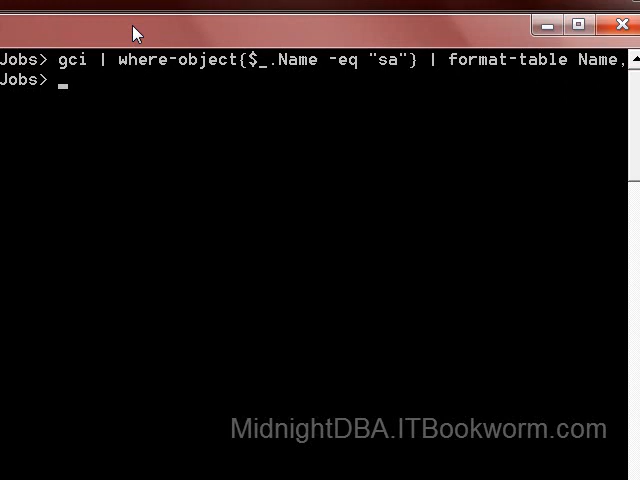 Jobs> gci | where-object{$_.Name -eq "sa"} | format-table Name,
Jobs>
MidnightDBA.ITBookworm.com